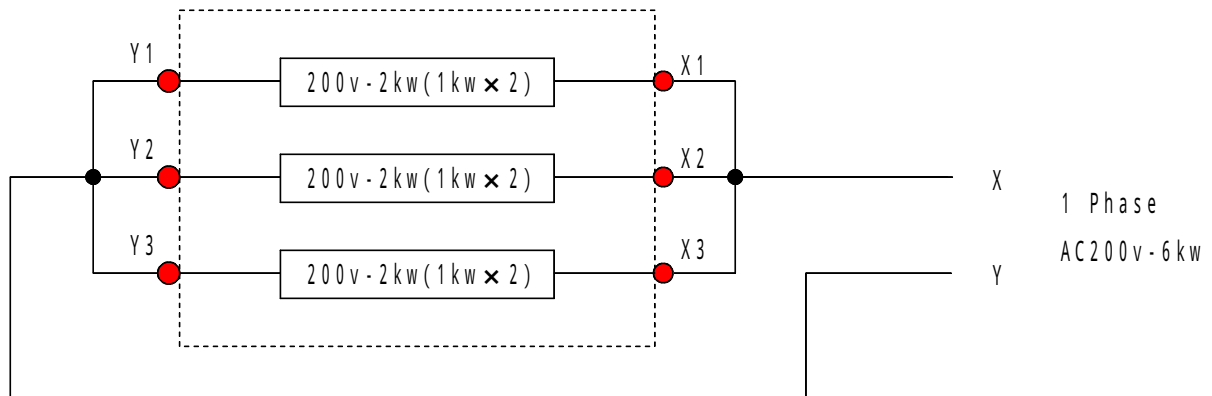 Y1
200v-2kw(1kw×2)
X1
Y2
200v-2kw(1kw×2)
X2
X
1 Phase
Y3
200v-2kw(1kw×2)
X3
Y
AC200v-6kw